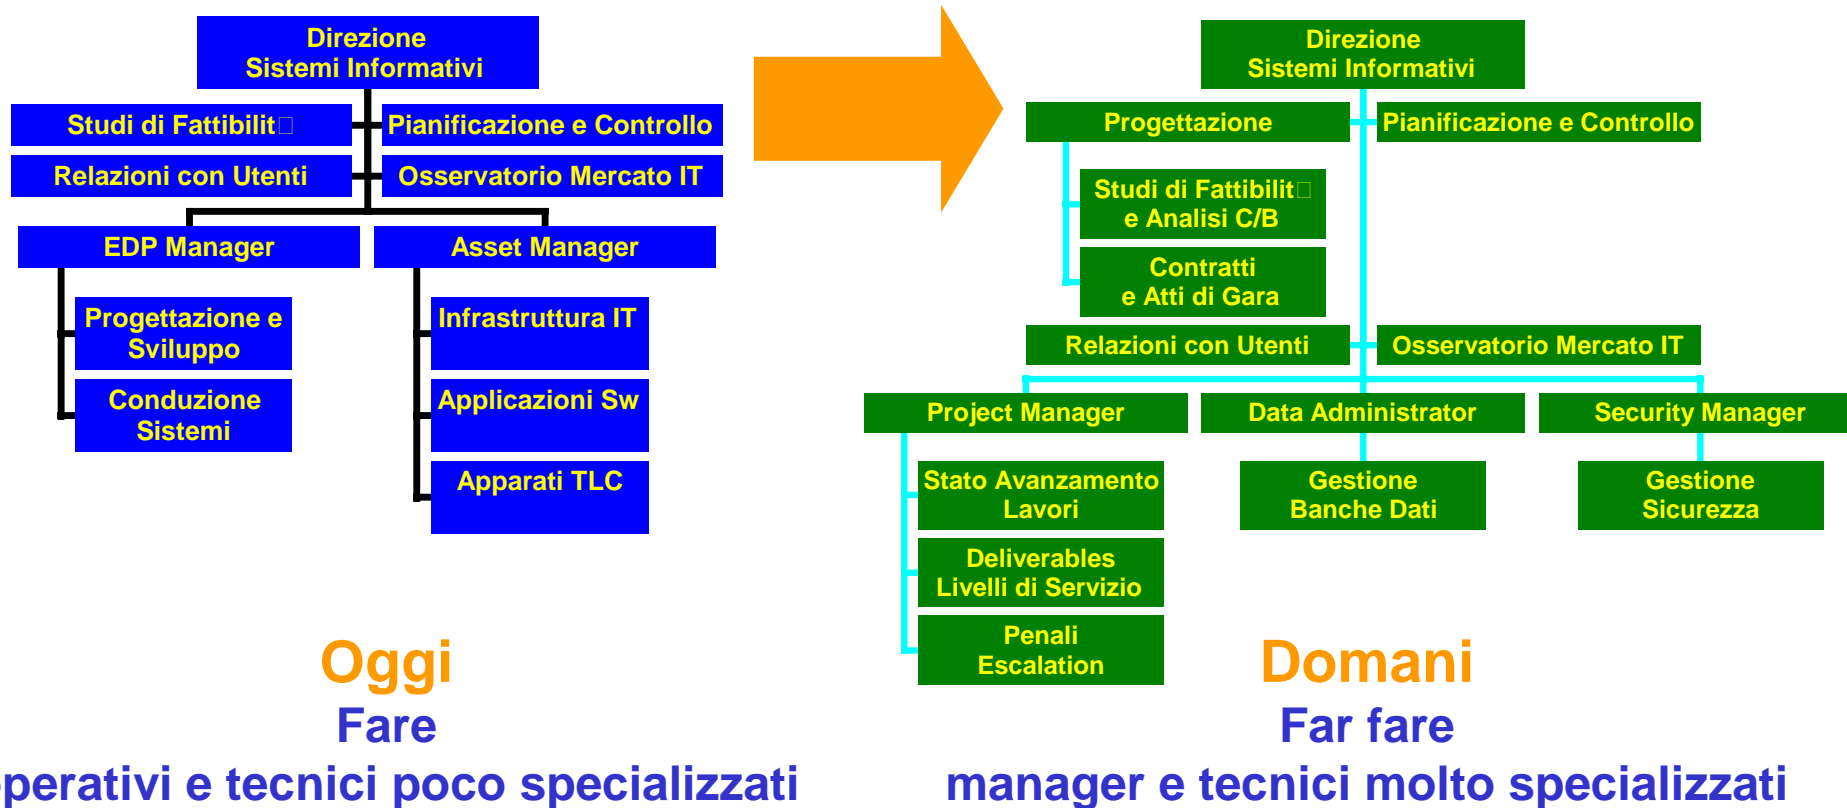 Direzione
Sistemi Informativi
Studi di Fattibilit□
Pianificazione e Controllo
Relazioni con Utenti
Osservatorio Mercato IT
EDP Manager
Asset Manager
Progettazione e
Sviluppo
Conduzione
Sistemi
Infrastruttura IT
Applicazioni Sw
Apparati TLC
Oggi
Fare
perativi e tecnici poco specializzati
Direzione
Sistemi Informativi
Progettazione
Pianificazione e Controllo
Studi di Fattibilit□
e Analisi C/B
Contratti
e Atti di Gara
Relazioni con Utenti
Osservatorio Mercato IT
Project Manager
Data Administrator
Security Manager
Stato Avanzamento
Lavori
Deliverables
Livelli di Servizio
Penali
Escalation
Gestione
Banche Dati
Gestione
Sicurezza
Domani
Far fare
manager e tecnici molto specializzati